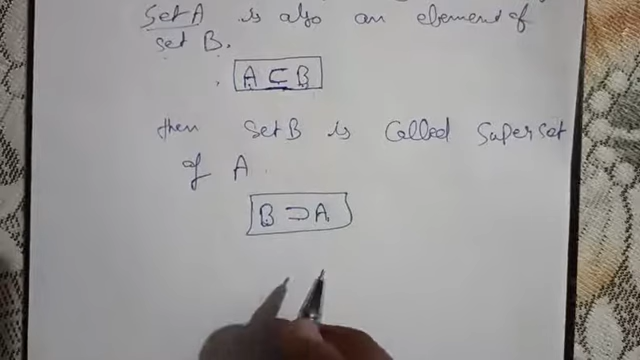 Set A is also an element of
set B.
A ⊂ B
then set B is called superset
of A.
B ⊃ A